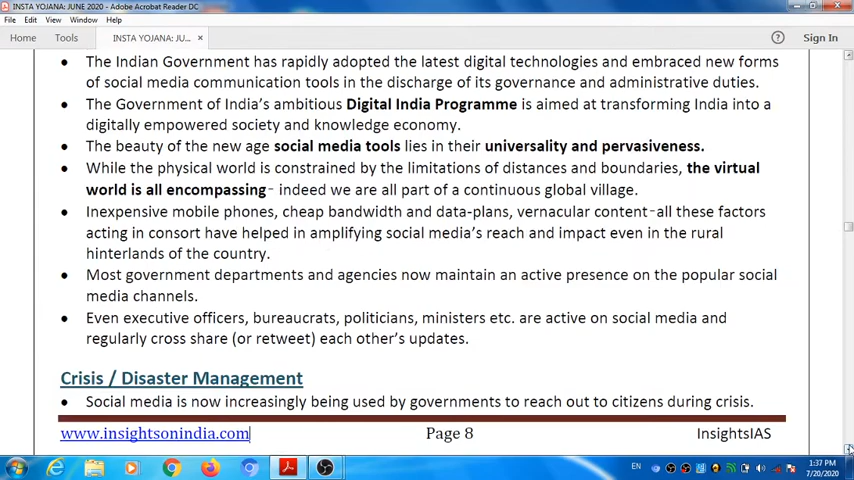 INSTA YOJANA: JUNE 2020 - Adobe Acrobat Reader DC
File Edit View Window Help
Home Tools INSTA YOJANA: JU... × Sign In
• The Indian Government has rapidly adopted the latest digital technologies and embraced new forms
of social media communication tools in the discharge of its governance and administrative duties.
• The Government of India's ambitious Digital India Programme is aimed at transforming India into a
digitally empowered society and knowledge economy.
• The beauty of the new age social media tools lies in their universality and pervasiveness.
• While the physical world is constrained by the limitations of distances and boundaries, the virtual
world is all encompassing– indeed we are all part of a continuous global village.
• Inexpensive mobile phones, cheap bandwidth and data-plans, vernacular content–all these factors
acting in consort have helped in amplifying social media's reach and impact even in the rural
hinterlands of the country.
• Most government departments and agencies now maintain an active presence on the popular social
media channels.
• Even executive officers, bureaucrats, politicians, ministers etc. are active on social media and
regularly cross share (or retweet) each other's updates.
Crisis / Disaster Management
• Social media is now increasingly being used by governments to reach out to citizens during crisis.
www.insightsonindia.com Page 8 InsightsIAS
EN 1:37 PM
7/20/2020